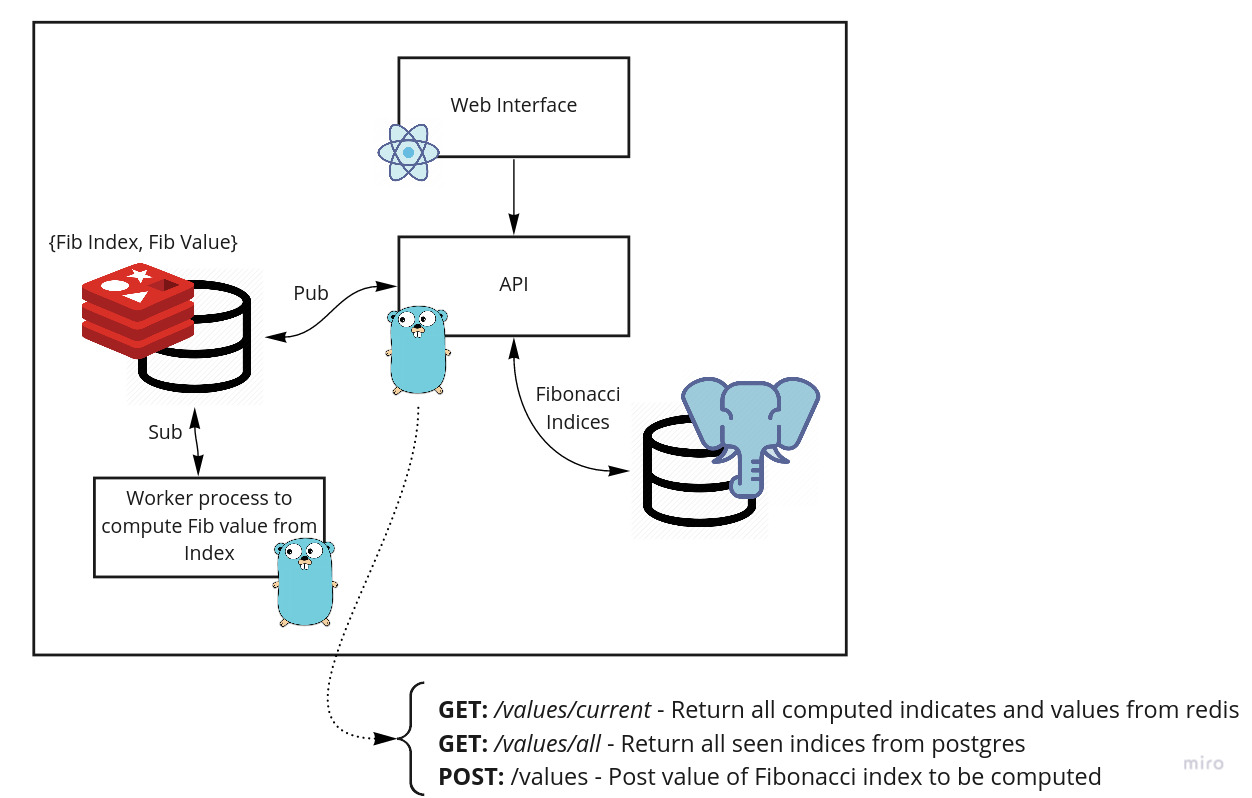 Web Interface
{Fib Index, Fib Value}
Pub
API
Fibonacci
Indices
Sub
Worker process to
compute Fib value from
Index
GET: /values/current - Return all computed indicates and values from redis
GET: /values/all - Return all seen indices from postgres
POST: /values - Post value of Fibonacci index to be computed
miro